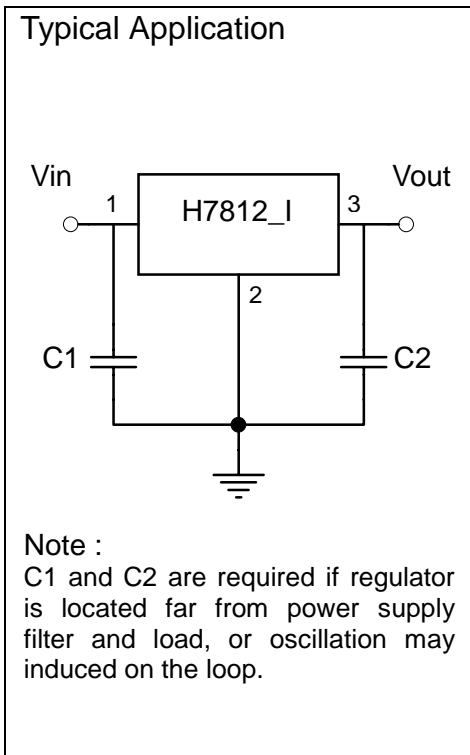 Typical Application
Vin
Vout
1
H7812_I
3
2
C1
C2
Note :
C1 and C2 are required if regulator
is located far from power supply
filter and load, or oscillation may
induced on the loop.